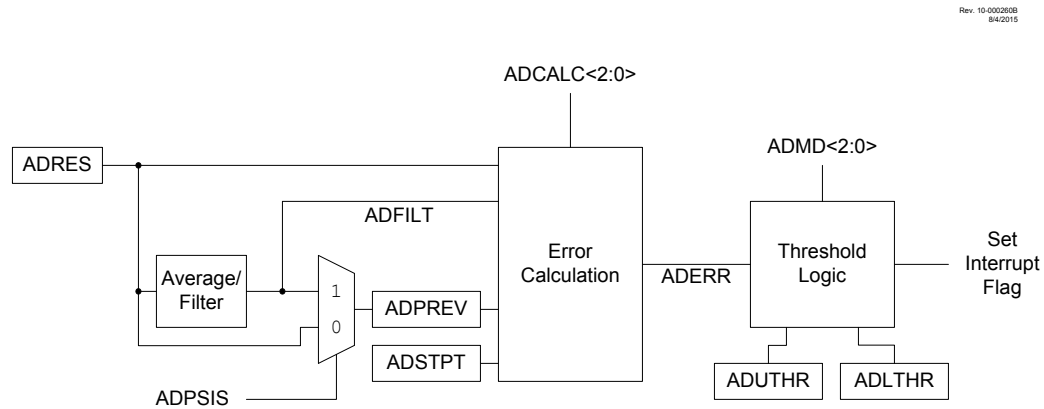 Rev. 10-000260B
8/4/2015
ADCALC<2:0>
ADMD<2:0>
ADRES
ADFILT
Average/
Filter
1
0
ADPREV
ADSTPT
ADPSIS
Error
Calculation
ADERR
Threshold
Logic
Set
Interrupt
Flag
ADUTHR
ADLTHR